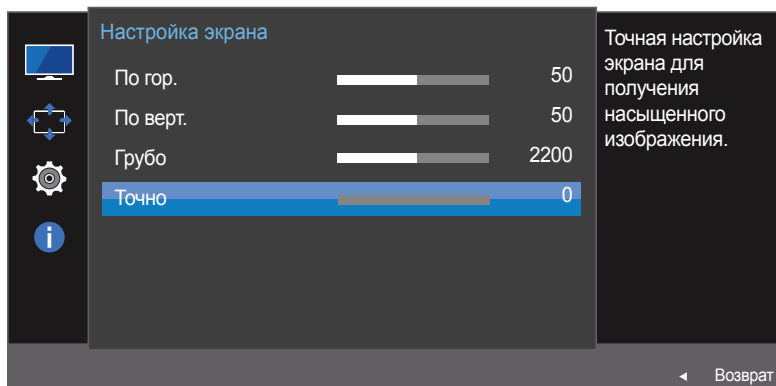 Настройка экрана
По гор. 50
По верт. 50
Грубо 2200
Точно 0
Точная настройка
экрана для
получения
насыщенного
изображения.
Возврат